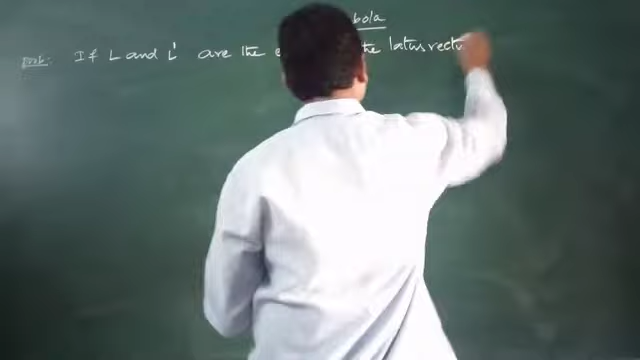 bola
If L and L' are the the latusrectu